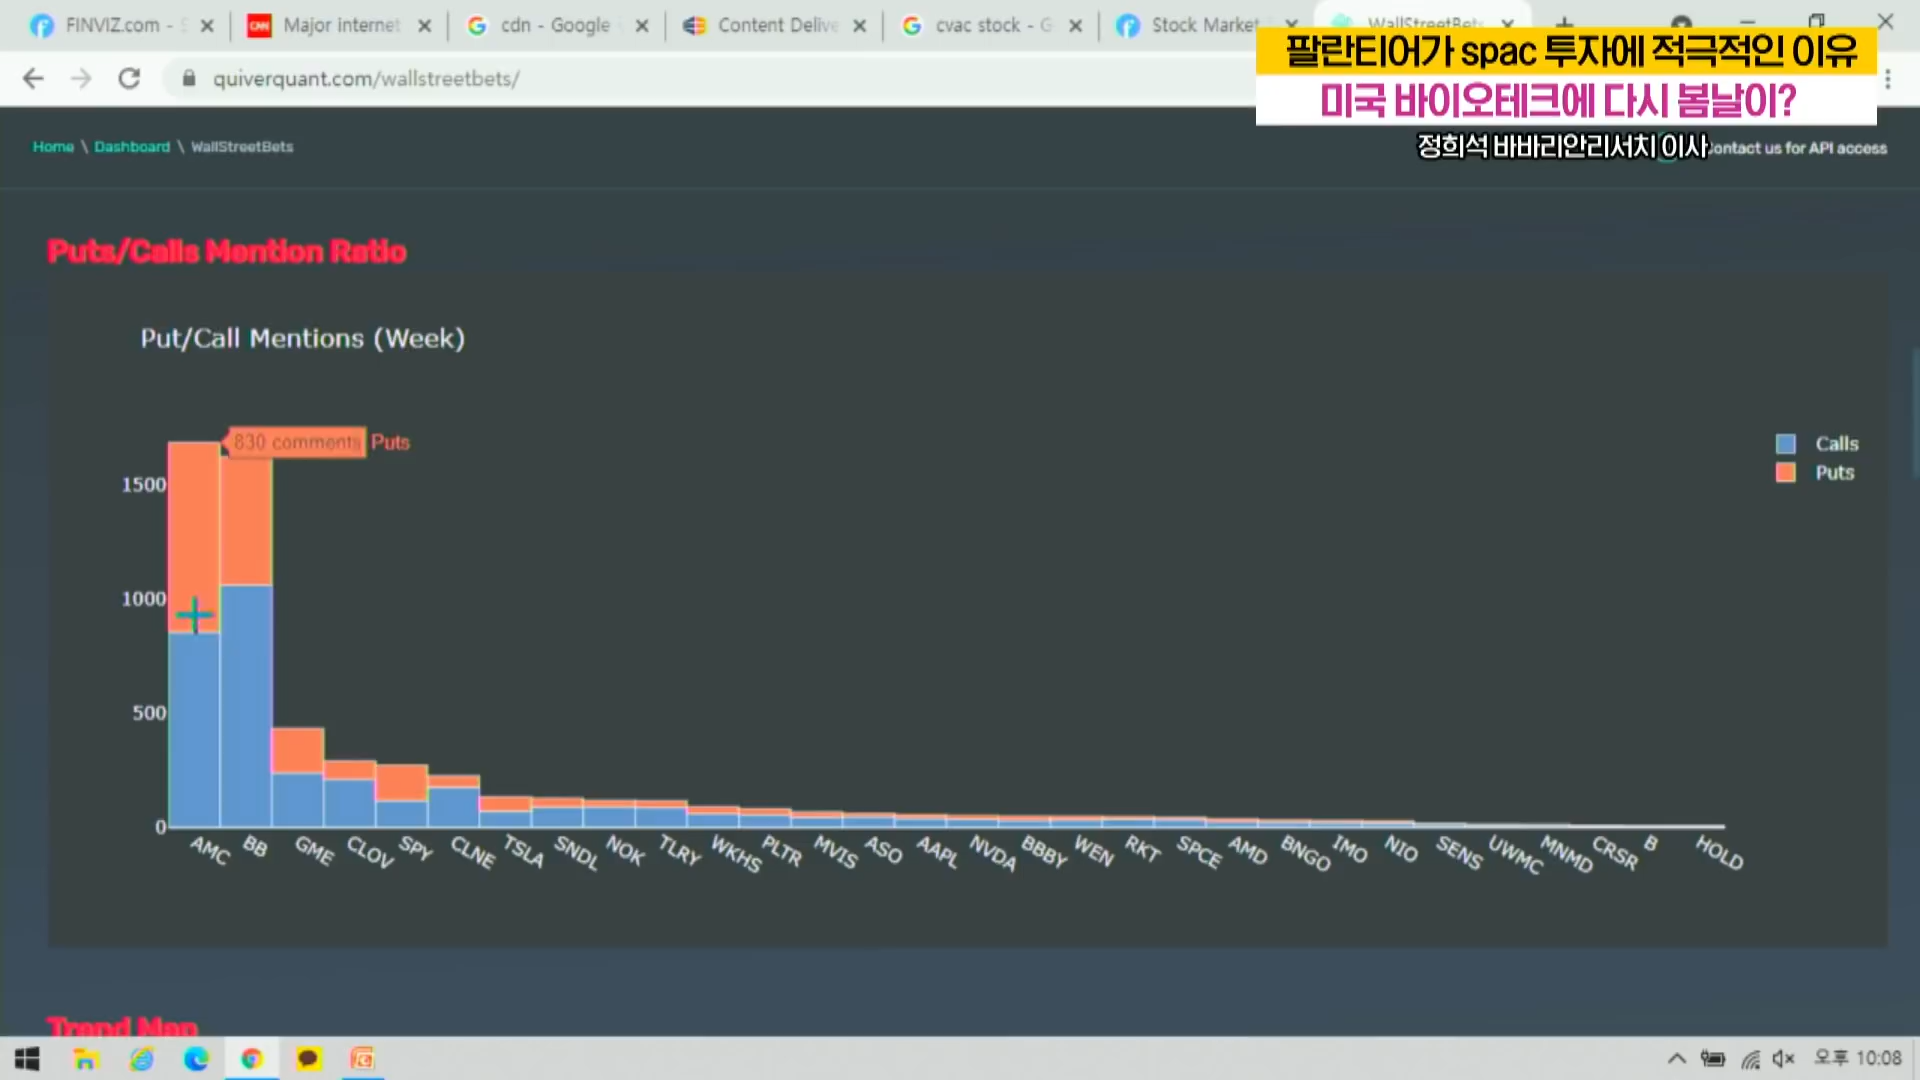 FINVIZ.com - S
Major internet
cdn - Google
Content Delive
cvac stock - G
Stock Market
WallStreetBets
quiverquant.com/wallstreetbets/
팔란티어가 spac 투자에 적극적인 이유
미국 바이오테크에 다시 봄날이?
정희석 바바리안리서치 이사
Home \ Dashboard \ WallStreetBets
ontact us for API access
Puts/Calls Mention Ratio
Put/Call Mentions (Week)
830 comments Puts
Calls
Puts
1500
1000
500
0
AMC BB GME CLOV SPY CLNE TSLA SNDL NOK TLRY WKHS PLTR MVIS ASO AAPL NVDA BBBY WEN RKT SPCE AMD BNGO IMO NIO SENS UWMC MNMD CRSR B HOLD
Trend Map
오후 10:08